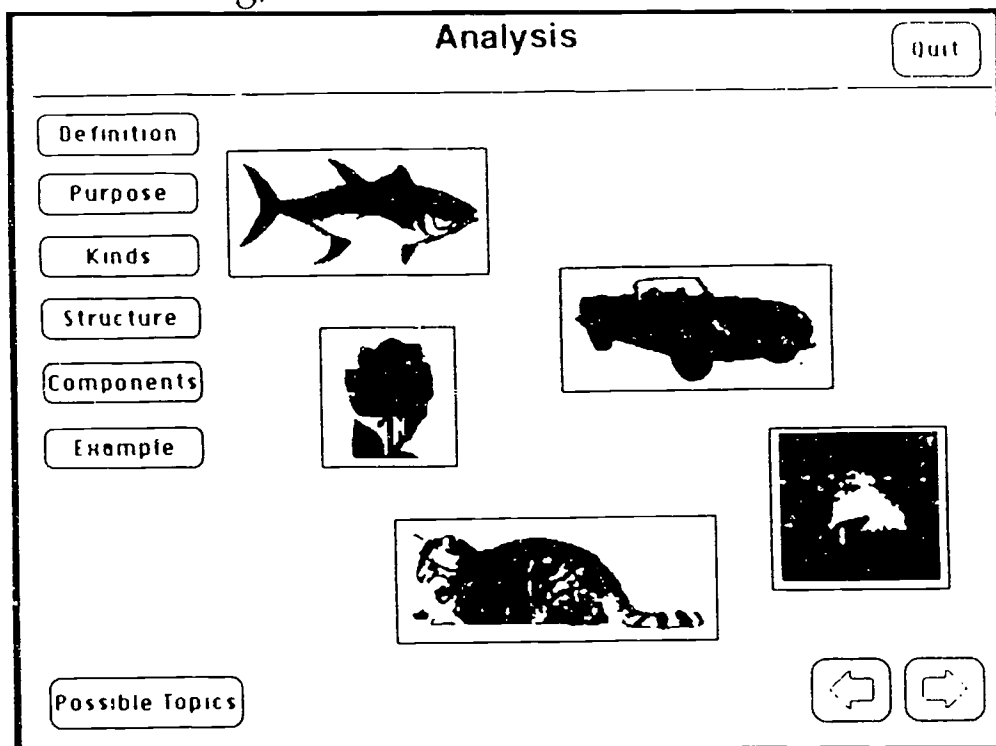 Analysis
Quit
Definition
Purpose
Kinds
Structure
Components
Example
Possible Topics